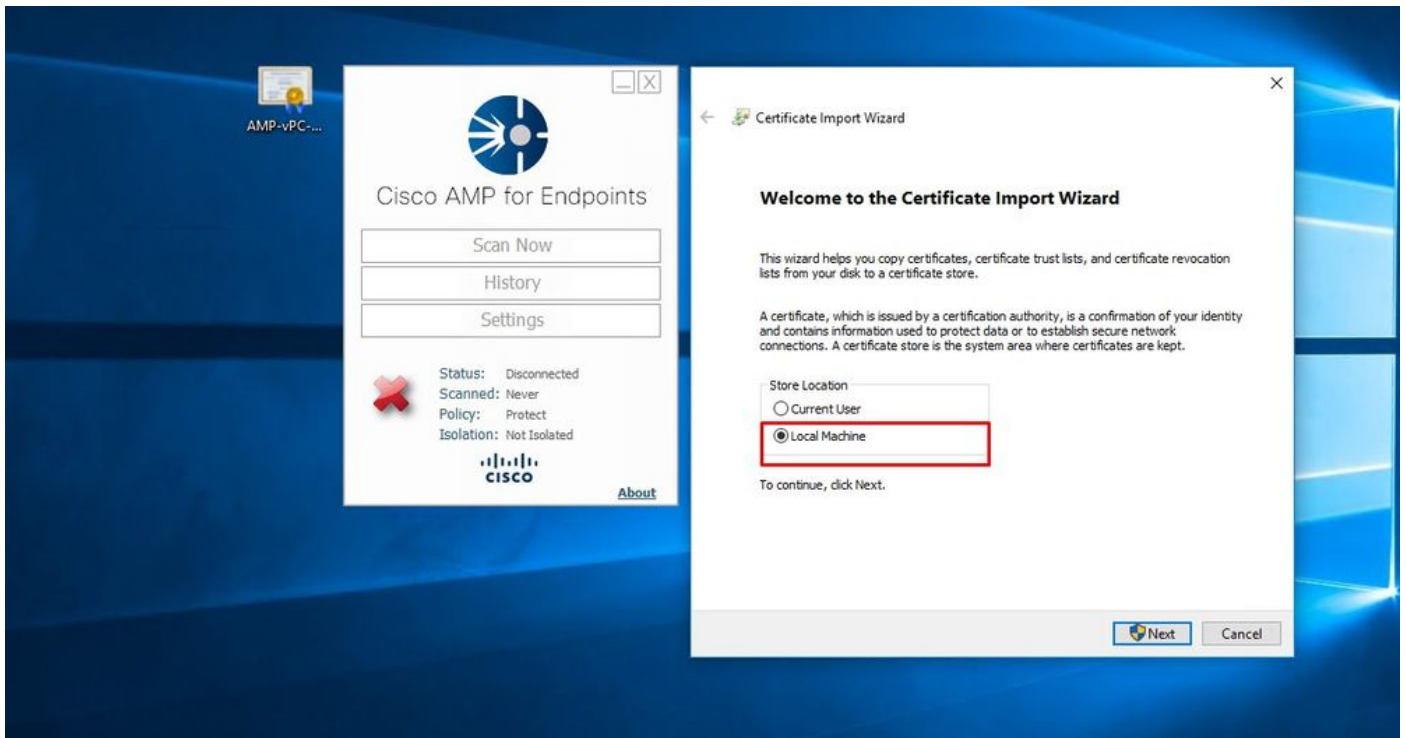 AMP-vPC-...
Cisco AMP for Endpoints
Scan Now
History
Settings
Status: Disconnected
Scanned: Never
Policy: Protect
Isolation: Not Isolated
CISCO
About
Certificate Import Wizard
Welcome to the Certificate Import Wizard
This wizard helps you copy certificates, certificate trust lists, and certificate revocation
lists from your disk to a certificate store.
A certificate, which is issued by a certification authority, is a confirmation of your identity
and contains information used to protect data or to establish secure network
connections. A certificate store is the system area where certificates are kept.
Store Location
Current User
Local Machine
To continue, click Next.
Next Cancel